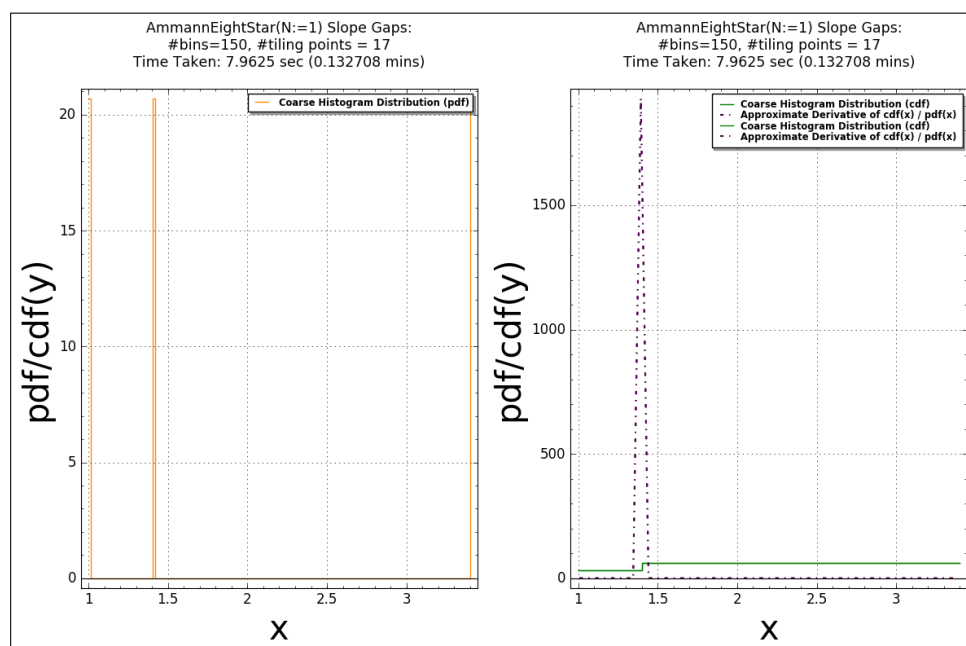 AmmannEightStar(N:=1) Slope Gaps:
#bins=150, #tiling points = 17
Time Taken: 7.9625 sec (0.132708 mins)
Coarse Histogram Distribution (pdf)
20
15
10
5
0
pdf/cdf(y)
1
1.5
2
2.5
3
x
AmmannEightStar(N:=1) Slope Gaps:
#bins=150, #tiling points = 17
Time Taken: 7.9625 sec (0.132708 mins)
Coarse Histogram Distribution (cdf)
Approximate Derivative of cdf(x) / pdf(x)
Coarse Histogram Distribution (cdf)
Approximate Derivative of cdf(x) / pdf(x)
1500
1000
500
0
pdf/cdf(y)
1
1.5
2
2.5
3
x